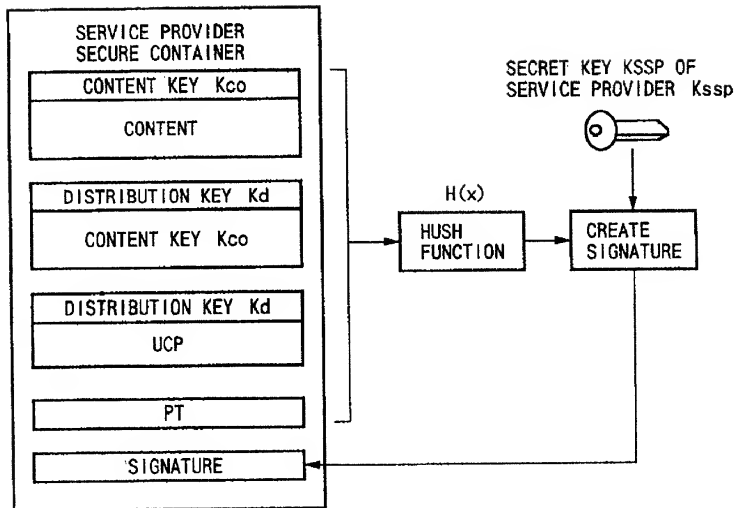 SERVICE PROVIDER
SECURE CONTAINER
CONTENT KEY Kco
CONTENT
DISTRIBUTION KEY Kd
CONTENT KEY Kco
DISTRIBUTION KEY Kd
UCP
PT
SIGNATURE
H(x)
HUSH
FUNCTION
SECRET KEY KSSP OF
SERVICE PROVIDER Kssp
CREATE
SIGNATURE